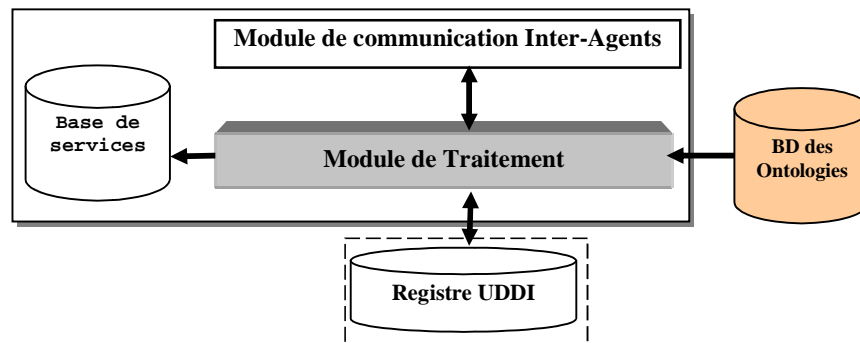 Module de communication Inter-Agents
Base de
services
Module de Traitement
BD des
Ontologies
Registre UDDI